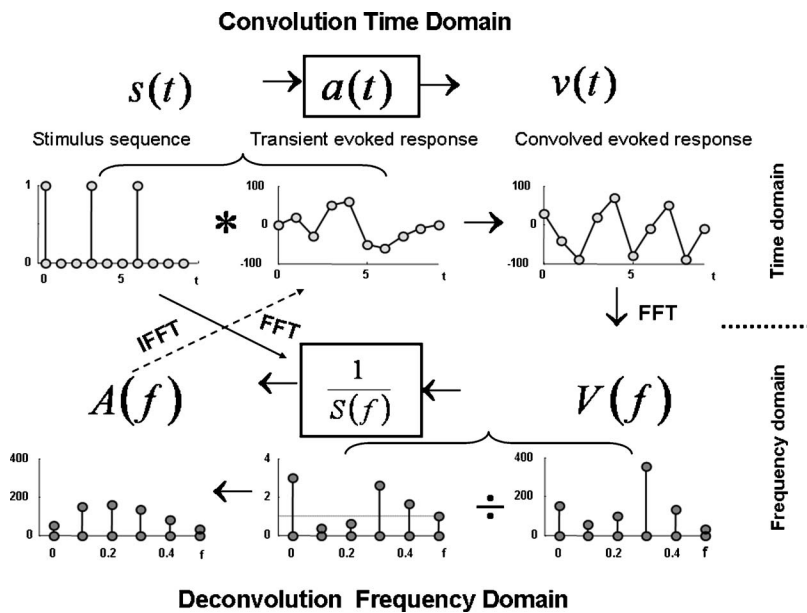 Convolution Time Domain
s(t) → a(t) → v(t)
Stimulus sequence Transient evoked response Convolved evoked response
1
0
0 5 t
*
100
0
-100
0 5 t
100
0
-100
0 5 t
Time domain
IFFT
FFT
FFT
A(f)
1
S(f)
V(f)
400
200
0
0 0.2 0.4 f
4
2
0
0 0.2 0.4 f
÷
400
200
0
0 0.2 0.4 f
Frequency domain
Deconvolution Frequency Domain